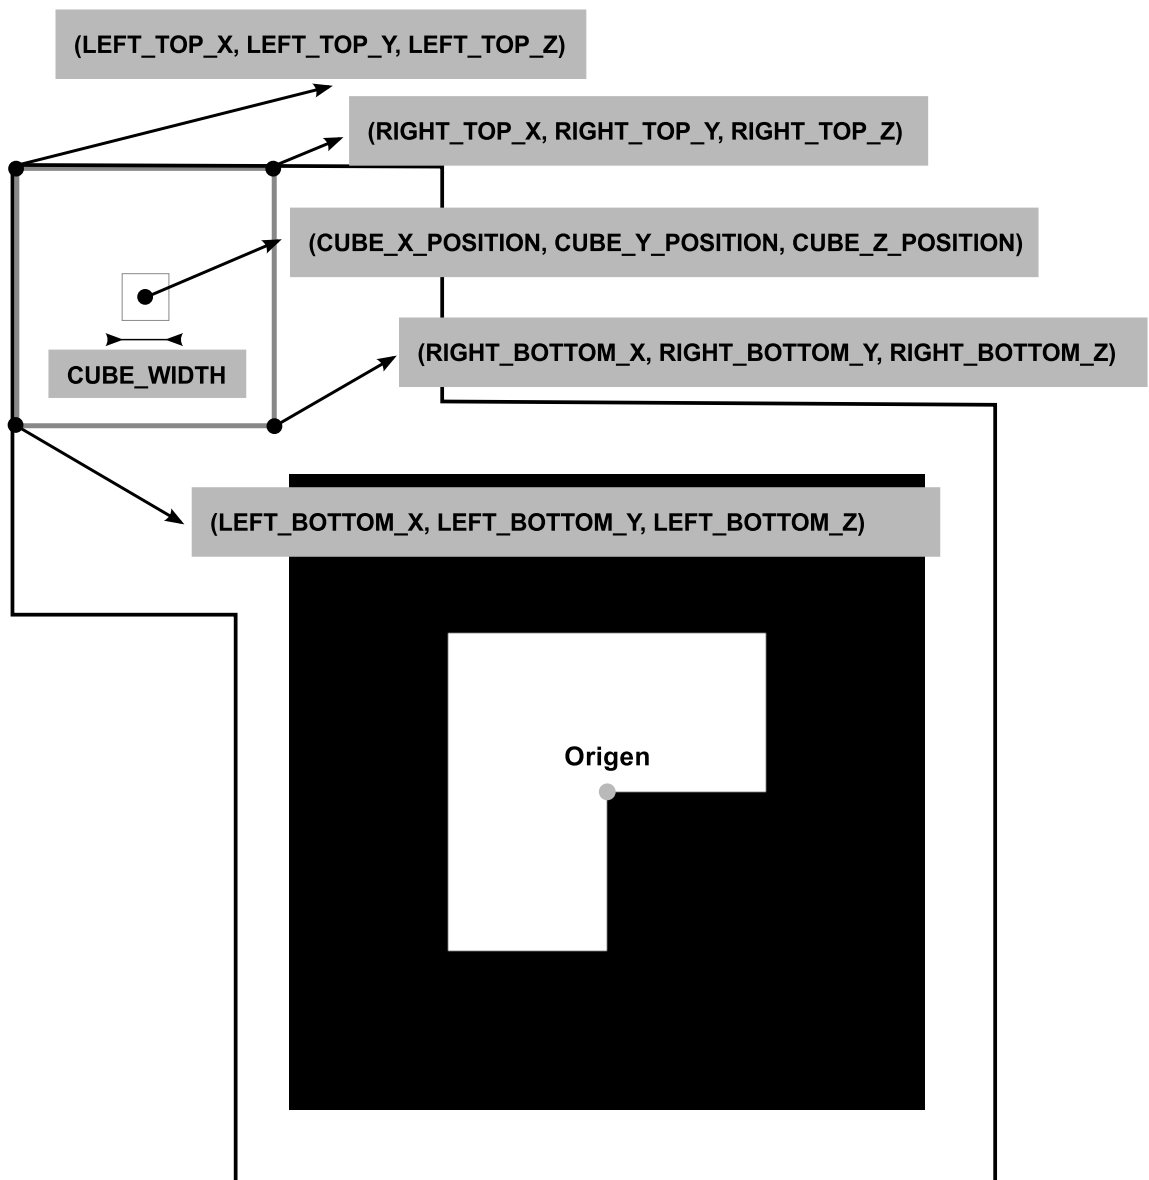 (LEFT_TOP_X, LEFT_TOP_Y, LEFT_TOP_Z)
(RIGHT_TOP_X, RIGHT_TOP_Y, RIGHT_TOP_Z)
(CUBE_X_POSITION, CUBE_Y_POSITION, CUBE_Z_POSITION)
(RIGHT_BOTTOM_X, RIGHT_BOTTOM_Y, RIGHT_BOTTOM_Z)
CUBE_WIDTH
(LEFT_BOTTOM_X, LEFT_BOTTOM_Y, LEFT_BOTTOM_Z)
Origen